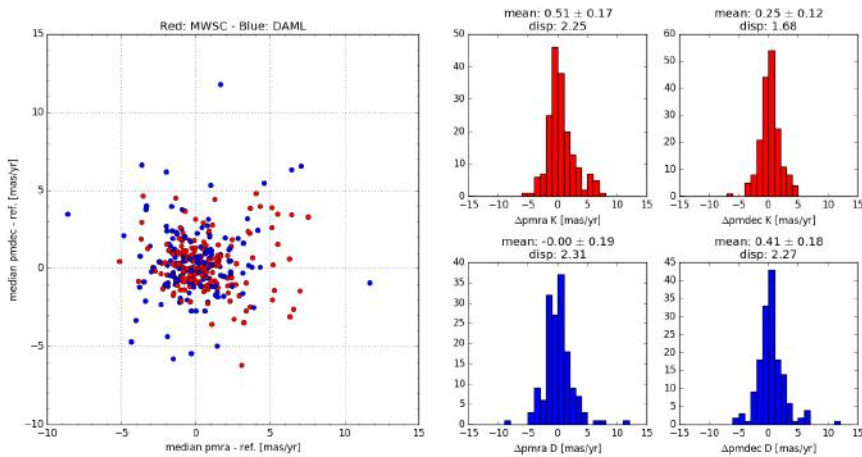 Red: MWSC - Blue: DAML
15
10
5
0
−5
−10
median pmdec - ref. [mas/yr]
−10 −5 0 5 10 15
median pmra - ref. [mas/yr]
mean: 0.51 ± 0.17
disp: 2.25
50
40
30
20
10
0
−15 −10 −5 0 5 10 15
Δpmra K [mas/yr]
mean: 0.25 ± 0.12
disp: 1.68
60
50
40
30
20
10
0
−15 −10 −5 0 5 10 15
Δpmdec K [mas/yr]
mean: -0.00 ± 0.19
disp: 2.31
40
35
30
25
20
15
10
5
0
−15 −10 −5 0 5 10 15
Δpmra D [mas/yr]
mean: 0.41 ± 0.18
disp: 2.27
45
40
35
30
25
20
15
10
5
0
−15 −10 −5 0 5 10 15
Δpmdec D [mas/yr]